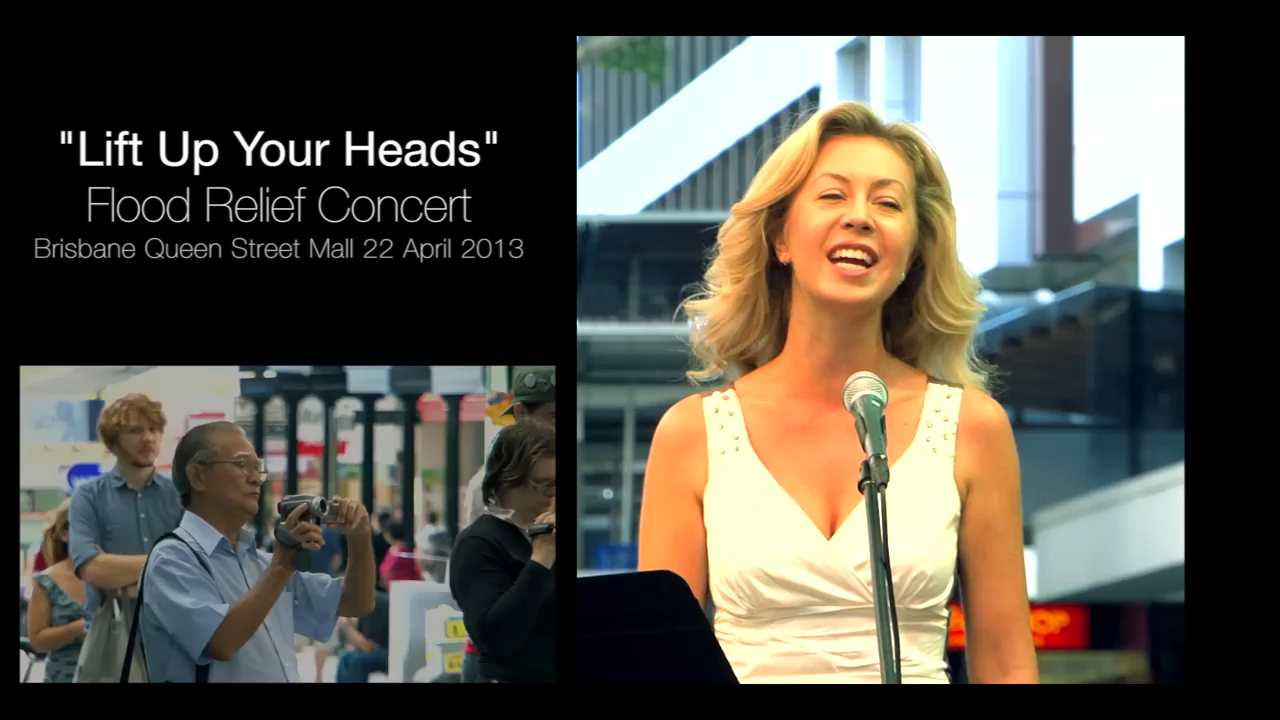 "Lift Up Your Heads"
Flood Relief Concert
Brisbane Queen Street Mall 22 April 2013